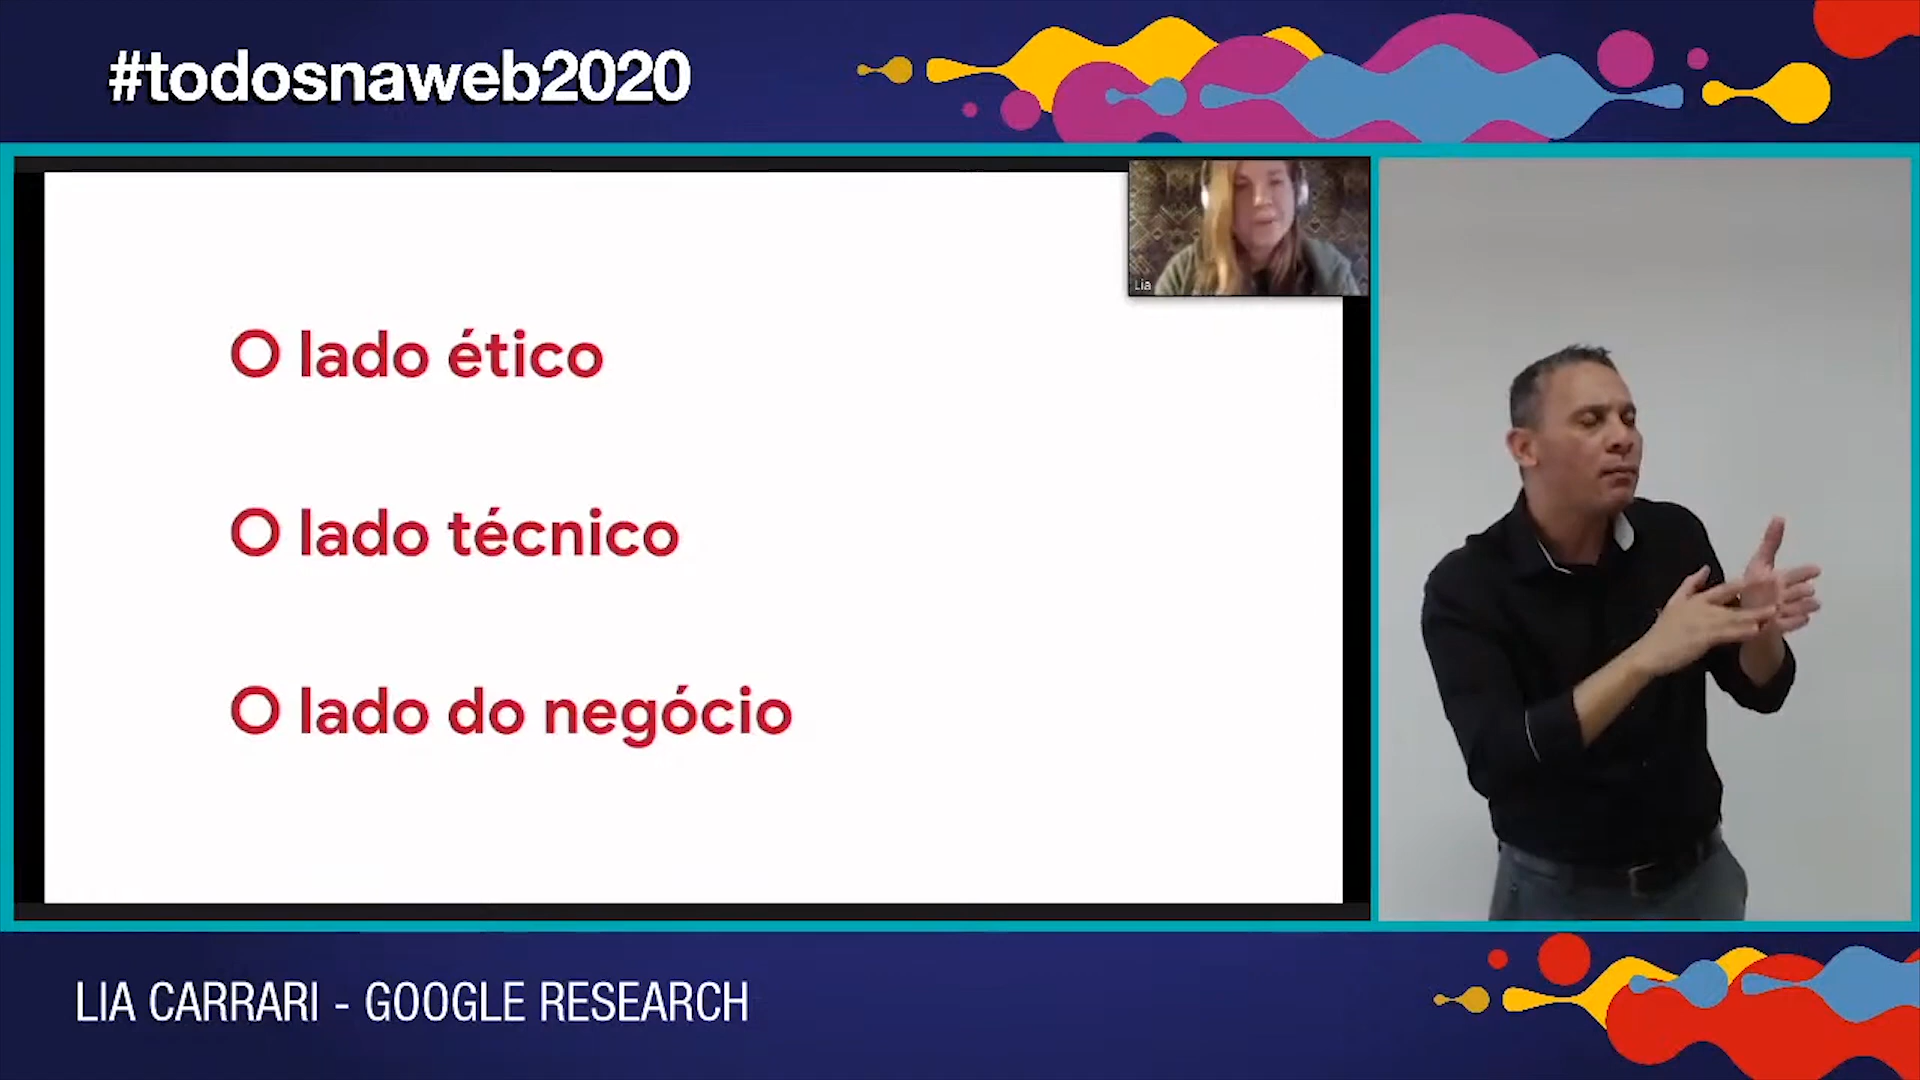 #todosnaweb2020
Lia
O lado ético
O lado técnico
O lado do negócio
LIA CARRARI - GOOGLE RESEARCH